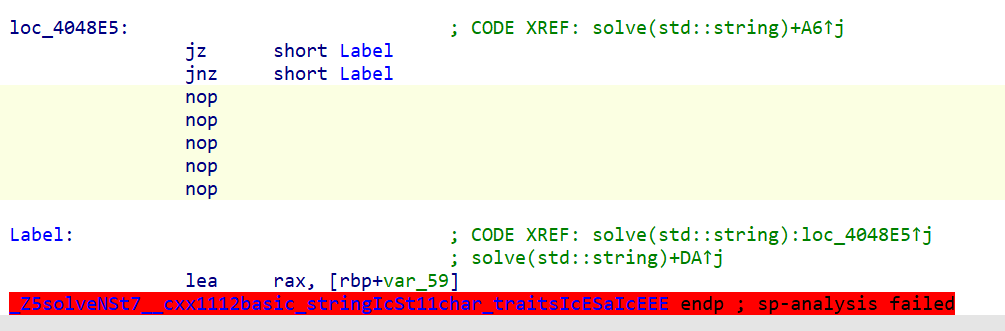 loc_4048E5: ; CODE XREF: solve(std::string)+A6↑j
jz short Label
jnz short Label
nop
nop
nop
nop
nop
Label: ; CODE XREF: solve(std::string):loc_4048E5↑j
; solve(std::string)+DA↑j
lea rax, [rbp+var_59]
_Z5solveNSt7__cxx1112basic_stringIcSt11char_traitsIcESaIcEEE endp ; sp-analysis failed